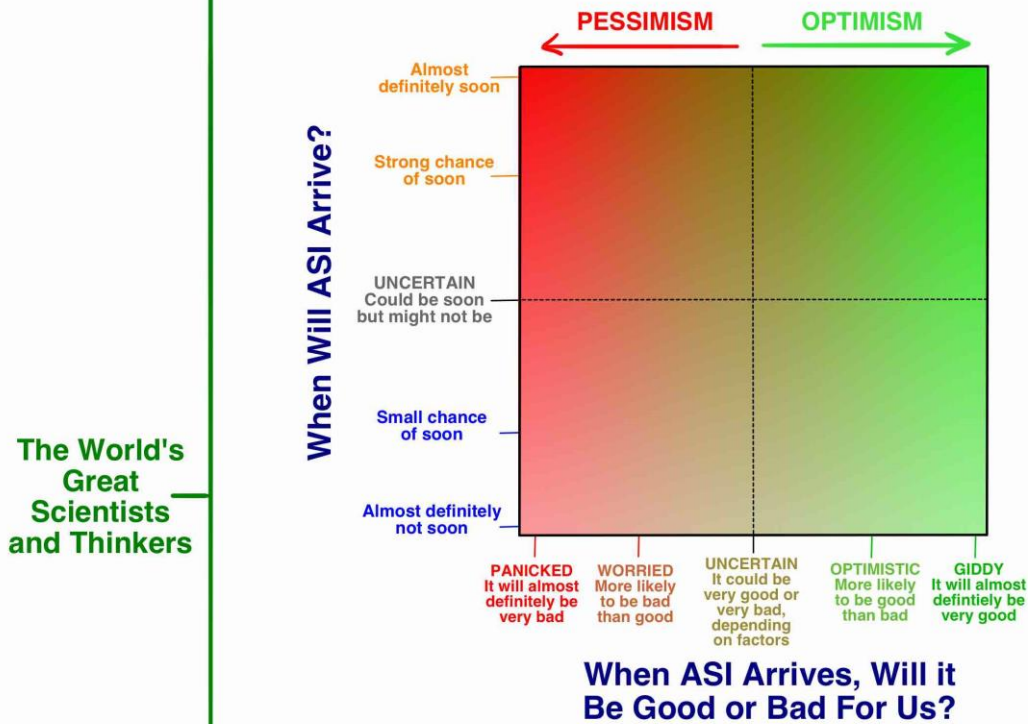 PESSIMISM
OPTIMISM
When Will ASI Arrive?
Almost
definitely soon
Strong chance
of soon
UNCERTAIN
Could be soon
but might not be
Small chance
of soon
Almost definitely
not soon
The World's
Great
Scientists
and Thinkers
PANICKED
It will almost
definitely be
very bad
WORRIED
More likely
to be bad
than good
UNCERTAIN
It could be
very good or
very bad,
depending
on factors
OPTIMISTIC
More likely
to be good
than bad
GIDDY
It will almost
defintiely be
very good
When ASI Arrives, Will it
Be Good or Bad For Us?